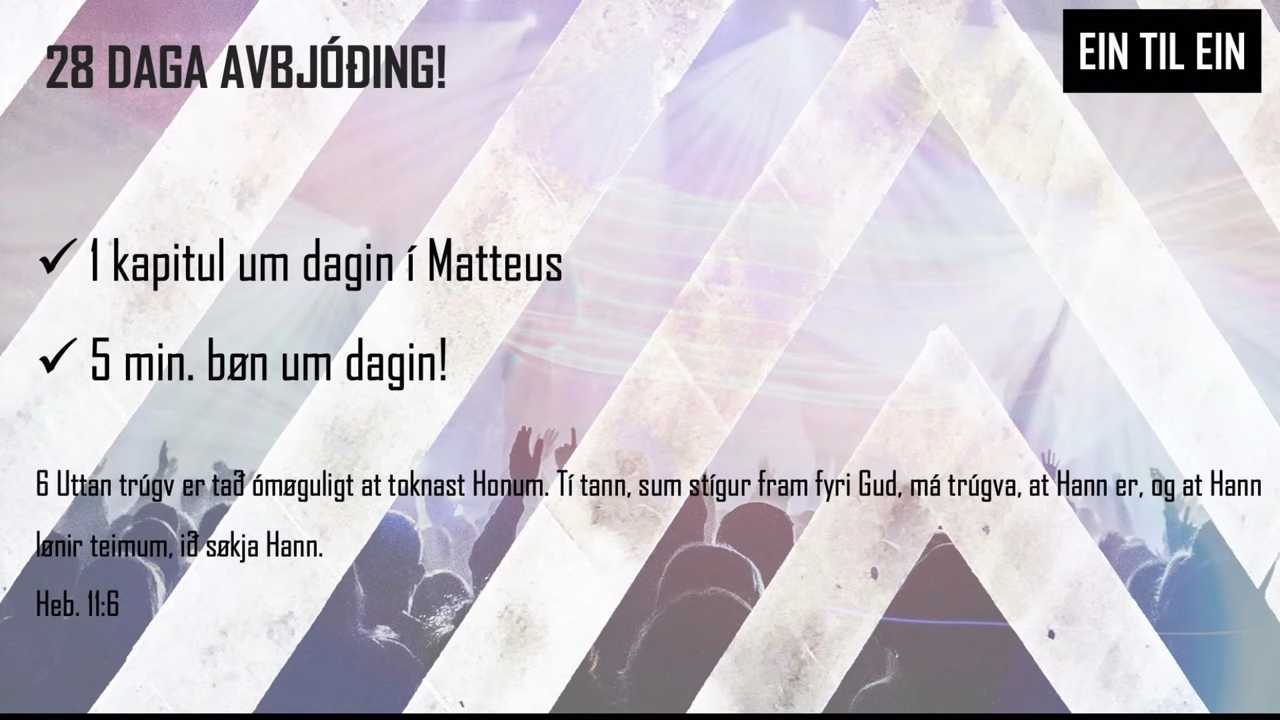 28 DAGA AVBJÓÐING!
EIN TIL EIN
✓ 1 kapitul um dagin í Matteus
✓ 5 min. bøn um dagin!
6 Uttan trúgv er tað ómøguligt at toknast Honum. Tí tann, sum stígur fram fyri Gud, má trúgva, at Hann er, og at Hann
lønir teimum, ið søkja Hann.
Heb. 11:6